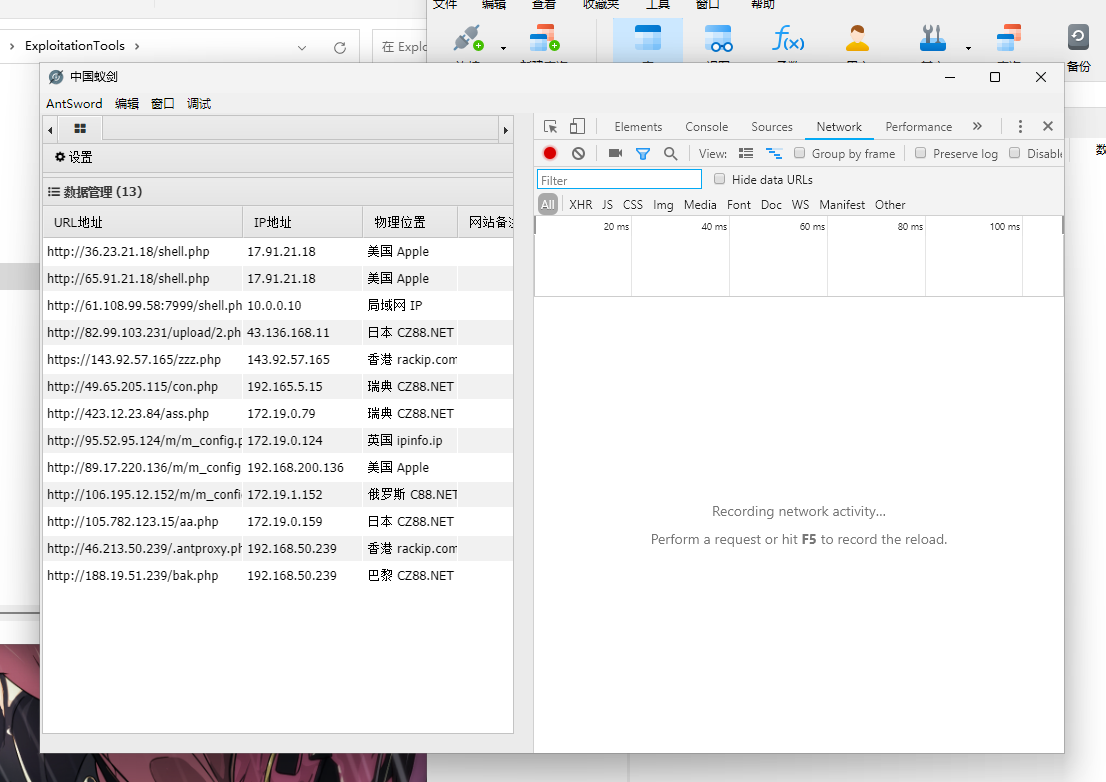 文件 编辑 查看 收藏夹 工具 窗口 帮助
ExploitationTools
在 Explo
备份
中国蚁剑
AntSword 编辑 窗口 调试
设置
数据管理 (13)
URL地址 IP地址 物理位置 网站备注
http://36.23.21.18/shell.php 17.91.21.18 美国 Apple
http://65.91.21.18/shell.php 17.91.21.18 美国 Apple
http://61.108.99.58:7999/shell.ph 10.0.0.10 局域网 IP
http://82.99.103.231/upload/2.ph 43.136.168.11 日本 CZ88.NET
https://143.92.57.165/zzz.php 143.92.57.165 香港 rackip.com
http://49.65.205.115/con.php 192.165.5.15 瑞典 CZ88.NET
http://423.12.23.84/ass.php 172.19.0.79 瑞典 CZ88.NET
http://95.52.95.124/m/m_config.p 172.19.0.124 英国 ipinfo.ip
http://89.17.220.136/m/m_config 192.168.200.136 美国 Apple
http://106.195.12.152/m/m_confi 172.19.1.152 俄罗斯 C88.NET
http://105.782.123.15/aa.php 172.19.0.159 日本 CZ88.NET
http://46.213.50.239/.antproxy.ph 192.168.50.239 香港 rackip.com
http://188.19.51.239/bak.php 192.168.50.239 巴黎 CZ88.NET
Elements Console Sources Network Performance
View: Group by frame Preserve log Disabl
Filter Hide data URLs
All XHR JS CSS Img Media Font Doc WS Manifest Other
20 ms 40 ms 60 ms 80 ms 100 ms
Recording network activity...
Perform a request or hit F5 to record the reload.
数